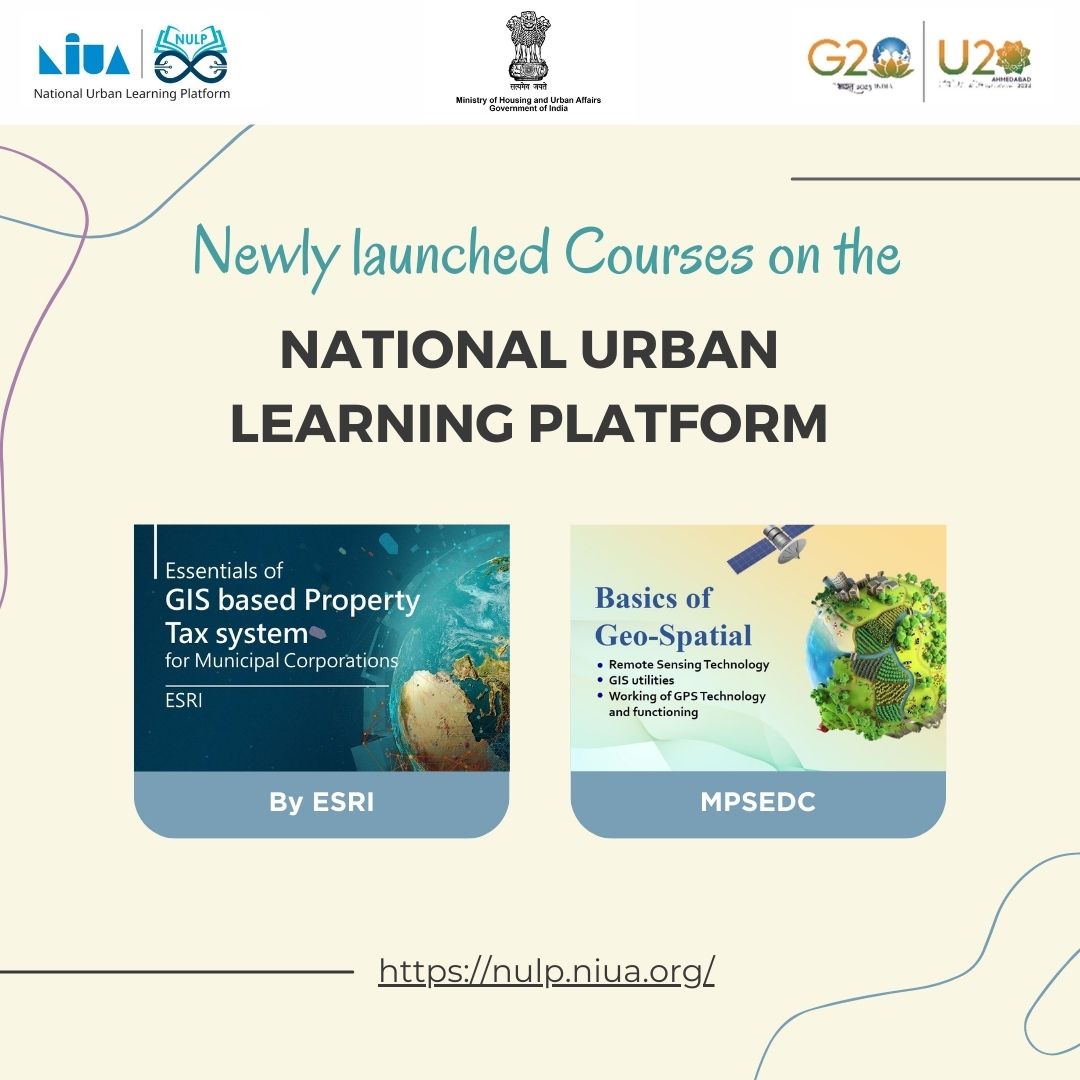 NIUA
NULP
National Urban Learning Platform
सत्यमेव जयते
Ministry of Housing and Urban Affairs
Government of India
G20
U20
AHMEDABAD
Newly launched Courses on the
NATIONAL URBAN
LEARNING PLATFORM
Essentials of
GIS based Property
Tax system
for Municipal Corporations
ESRI
By ESRI
Basics of
Geo-Spatial
• Remote Sensing Technology
• GIS utilities
• Working of GPS Technology
and functioning
MPSEDC
https://nulp.niua.org/